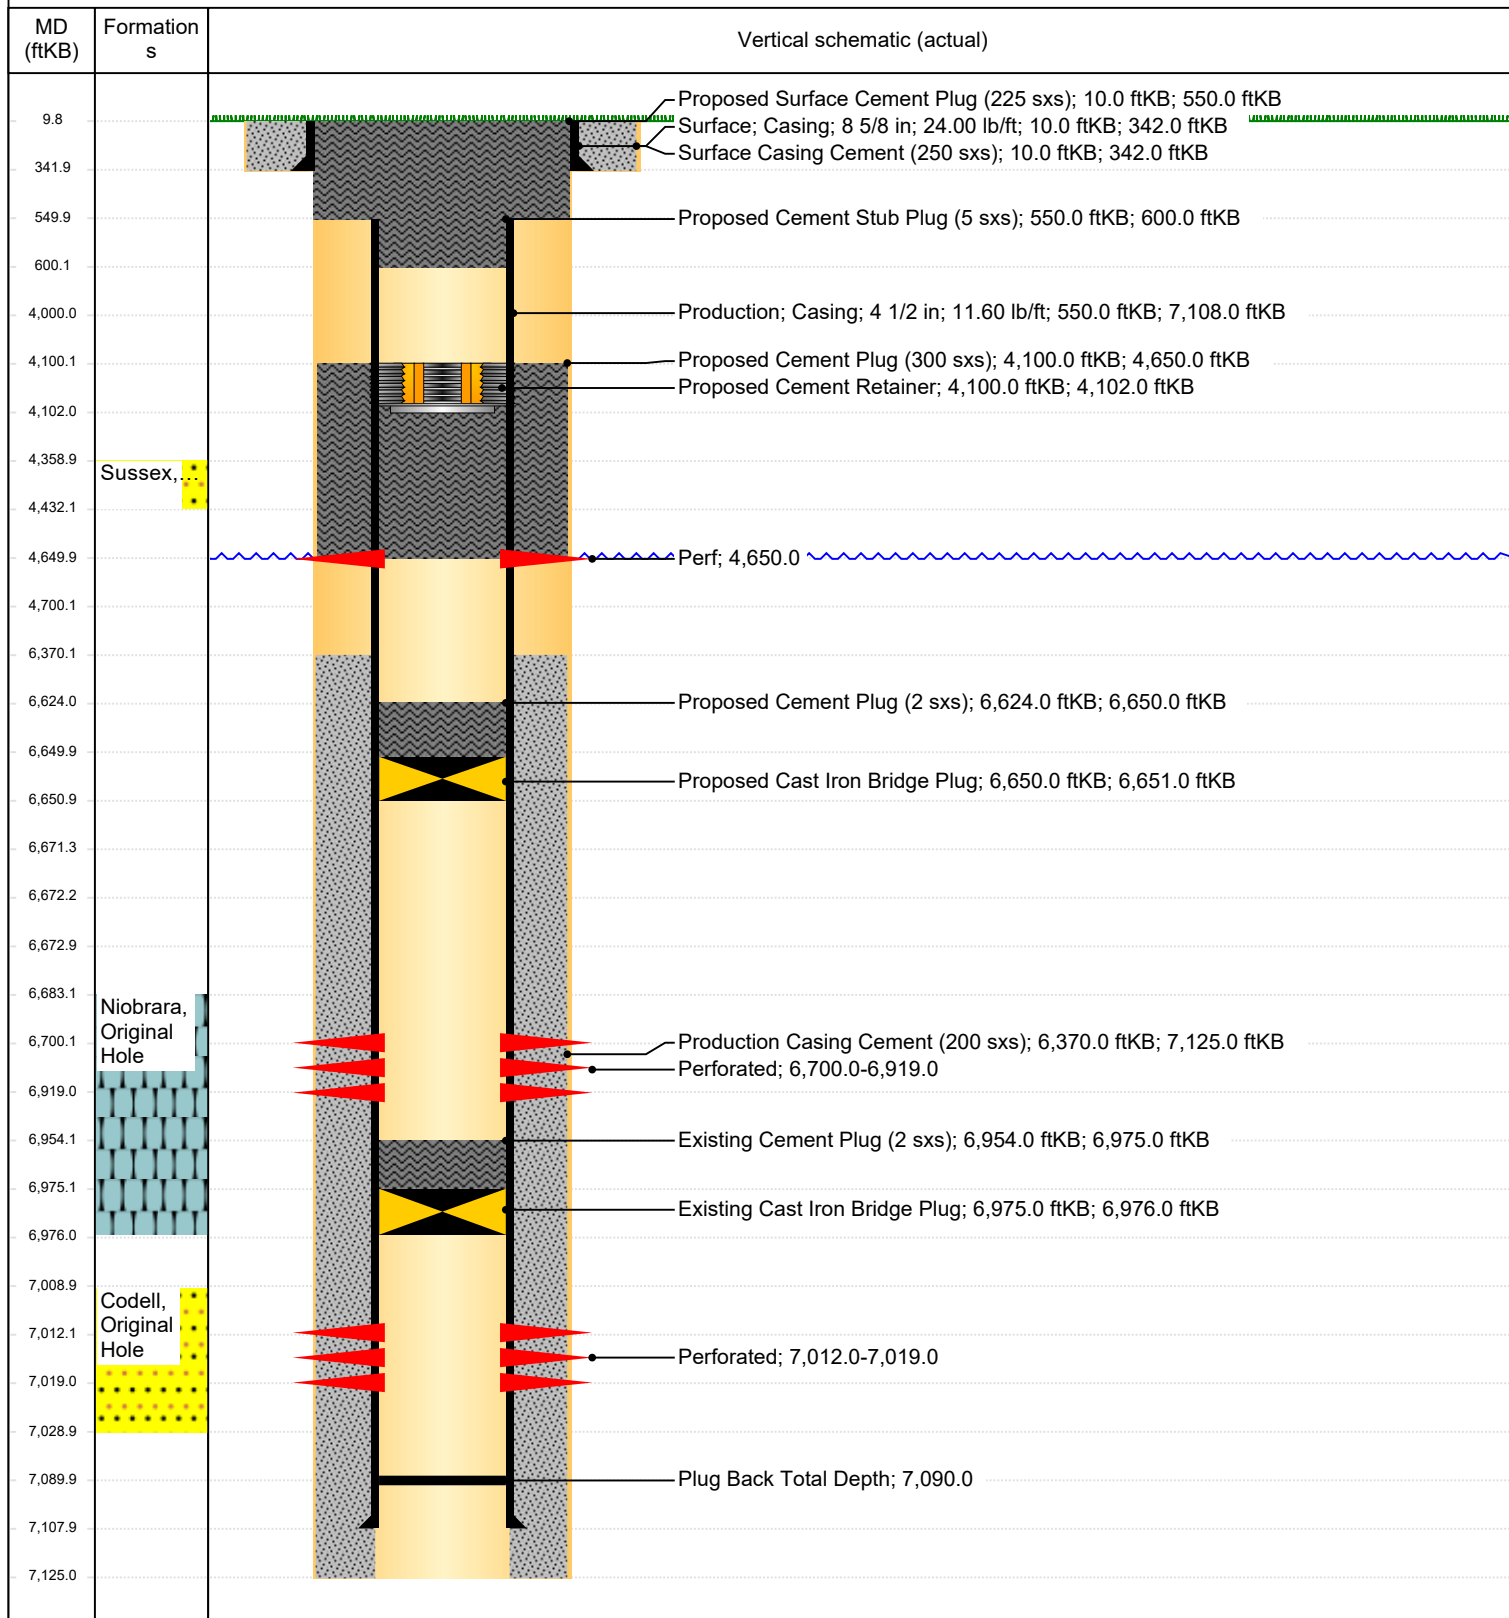 MD
(ftKB)
Formation
s
Vertical schematic (actual)
9.8
341.9
549.9
600.1
4,000.0
4,100.1
4,102.0
4,358.9
4,432.1
4,649.9
4,700.1
6,370.1
6,624.0
6,649.9
6,650.9
6,671.3
6,672.2
6,672.9
6,683.1
6,700.1
6,919.0
6,954.1
6,975.1
6,976.0
7,008.9
7,012.1
7,019.0
7,028.9
7,089.9
7,107.9
7,125.0
Sussex,...
Niobrara,
Original
Hole
Codell,
Original
Hole
Proposed Surface Cement Plug (225 sxs); 10.0 ftKB; 550.0 ftKB
Surface; Casing; 8 5/8 in; 24.00 lb/ft; 10.0 ftKB; 342.0 ftKB
Surface Casing Cement (250 sxs); 10.0 ftKB; 342.0 ftKB
Proposed Cement Stub Plug (5 sxs); 550.0 ftKB; 600.0 ftKB
Production; Casing; 4 1/2 in; 11.60 lb/ft; 550.0 ftKB; 7,108.0 ftKB
Proposed Cement Plug (300 sxs); 4,100.0 ftKB; 4,650.0 ftKB
Proposed Cement Retainer; 4,100.0 ftKB; 4,102.0 ftKB
Perf; 4,650.0
Proposed Cement Plug (2 sxs); 6,624.0 ftKB; 6,650.0 ftKB
Proposed Cast Iron Bridge Plug; 6,650.0 ftKB; 6,651.0 ftKB
Production Casing Cement (200 sxs); 6,370.0 ftKB; 7,125.0 ftKB
Perforated; 6,700.0-6,919.0
Existing Cement Plug (2 sxs); 6,954.0 ftKB; 6,975.0 ftKB
Existing Cast Iron Bridge Plug; 6,975.0 ftKB; 6,976.0 ftKB
Perforated; 7,012.0-7,019.0
Plug Back Total Depth; 7,090.0